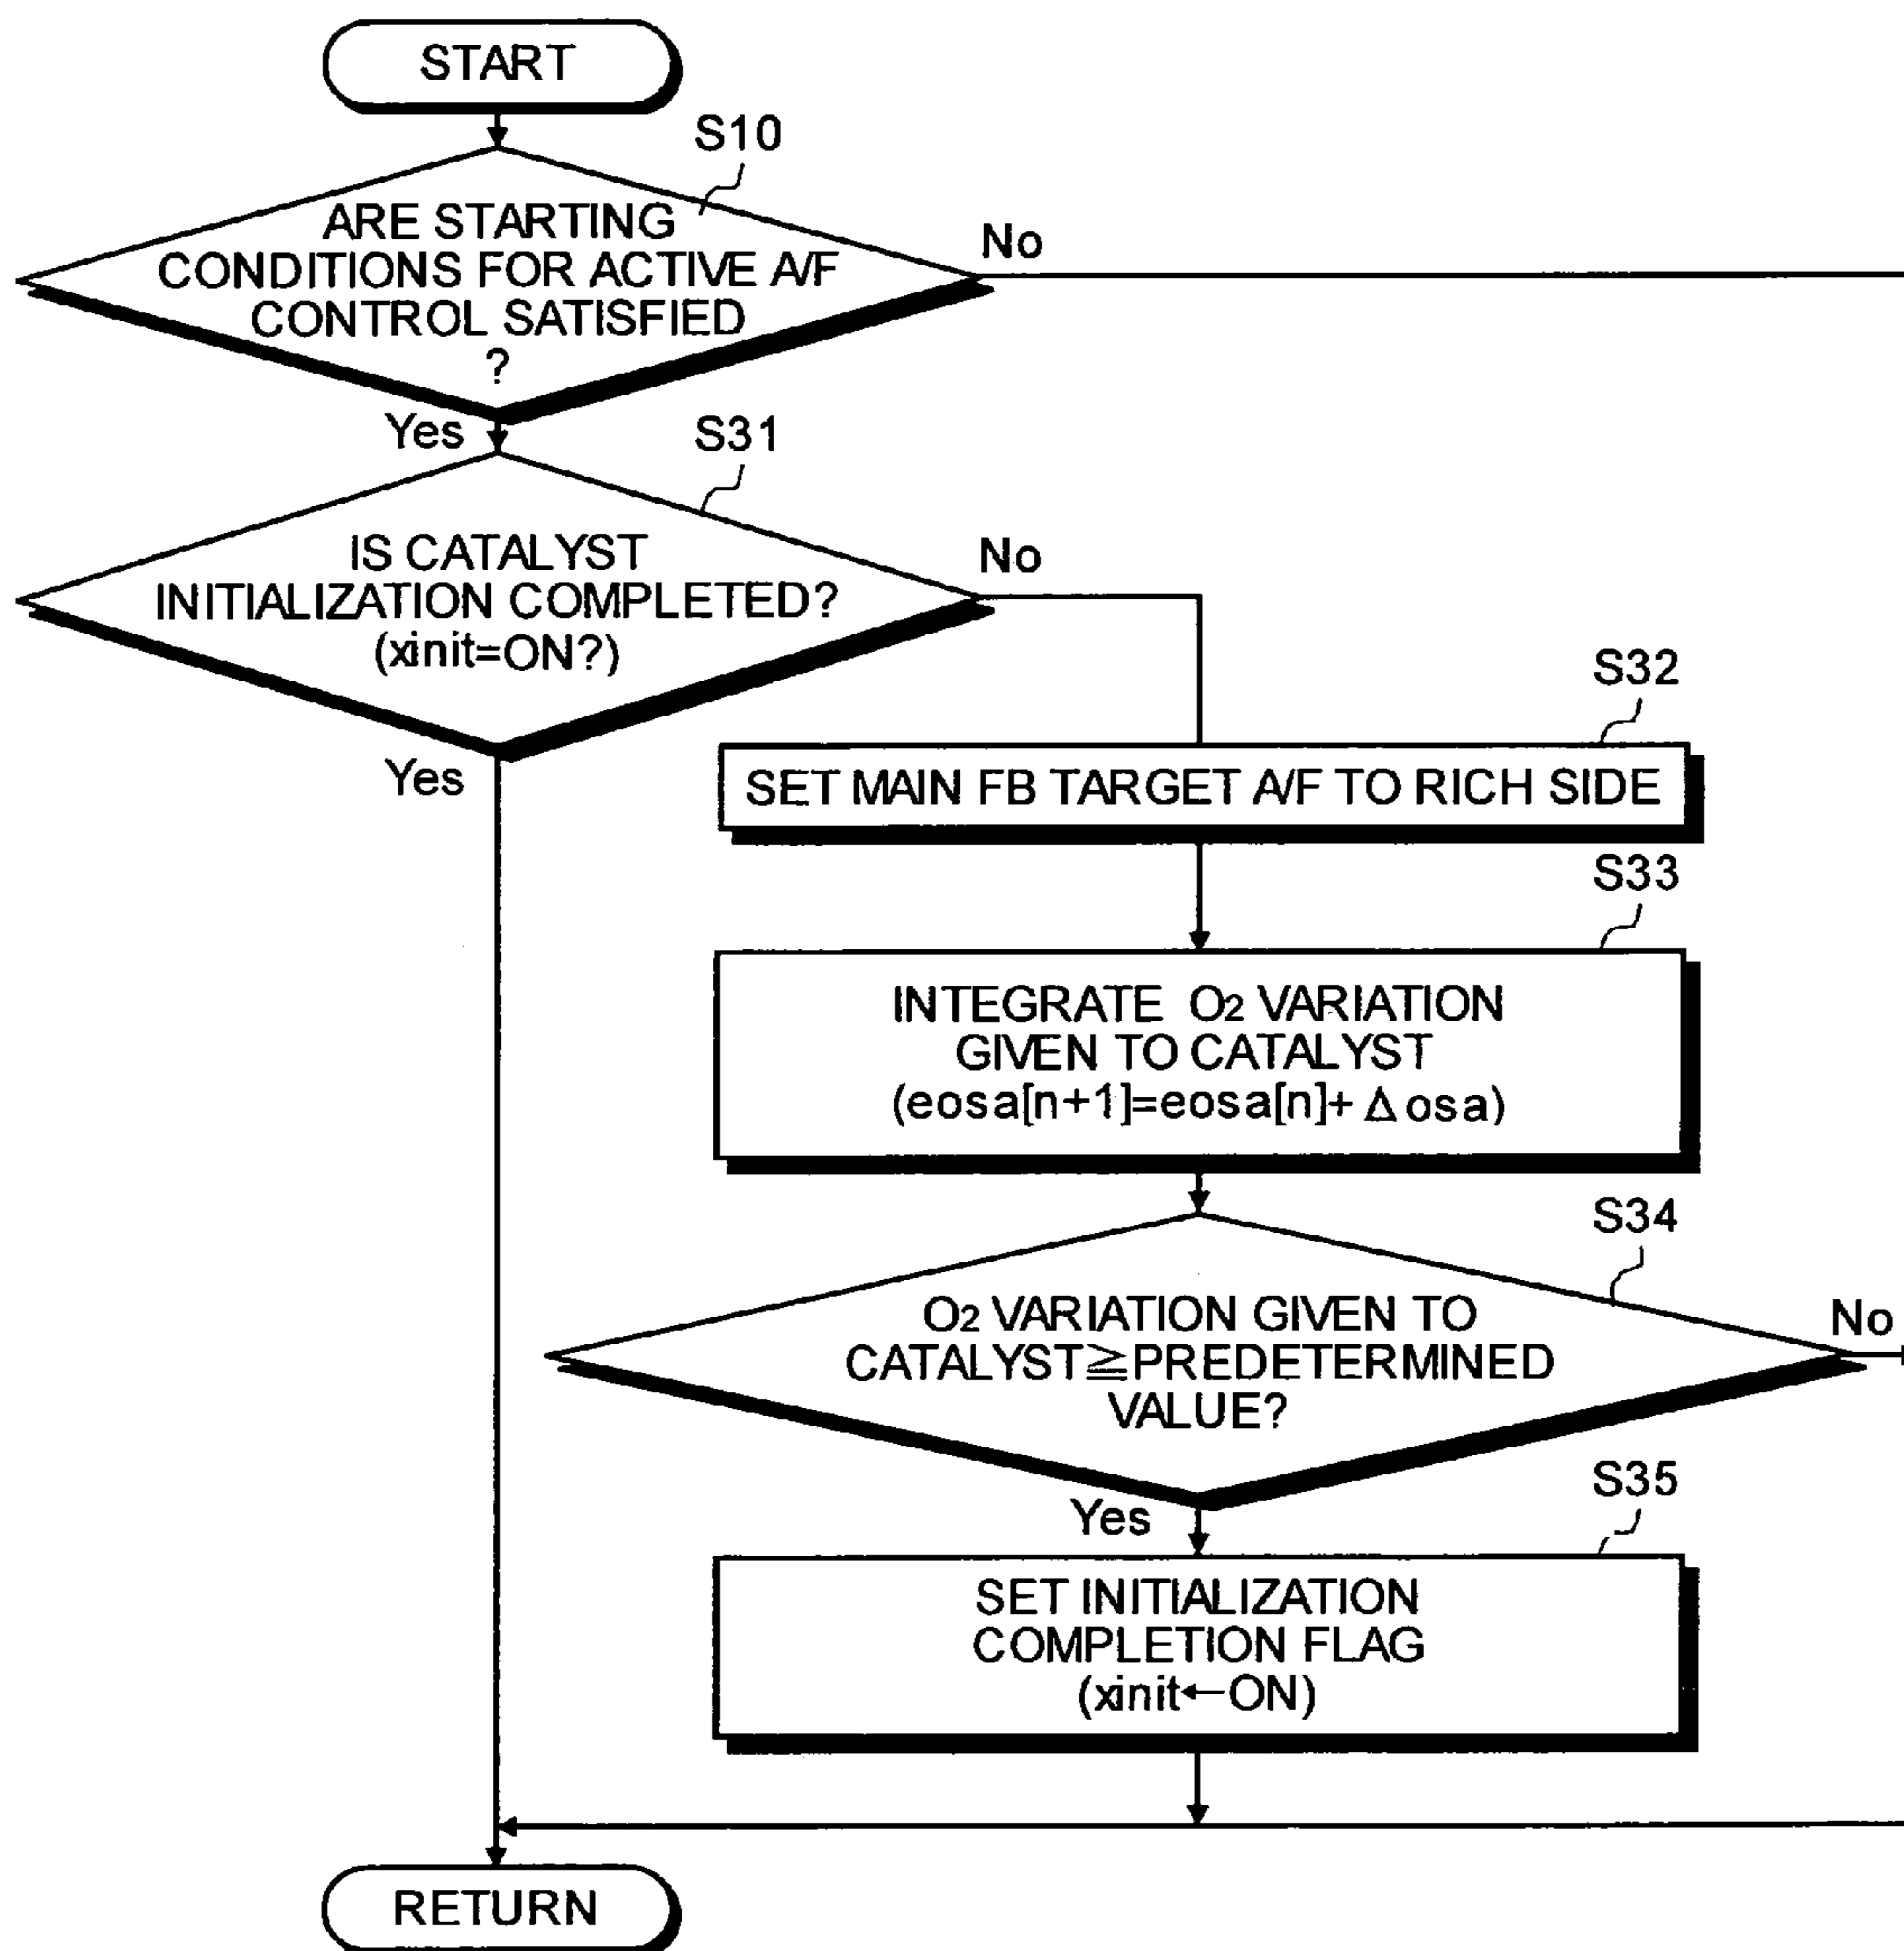 START
S10
ARE STARTING
CONDITIONS FOR ACTIVE A/F
CONTROL SATISFIED
?
No
Yes
S31
IS CATALYST
INITIALIZATION COMPLETED?
(xinit=ON?)
No
Yes
S32
SET MAIN FB TARGET A/F TO RICH SIDE
S33
INTEGRATE O2 VARIATION
GIVEN TO CATALYST
(eosa[n+1]=eosa[n]+ Δosa)
S34
O2 VARIATION GIVEN TO
CATALYST≧PREDETERMINED
VALUE?
No
Yes
S35
SET INITIALIZATION
COMPLETION FLAG
(xinit←ON)
RETURN